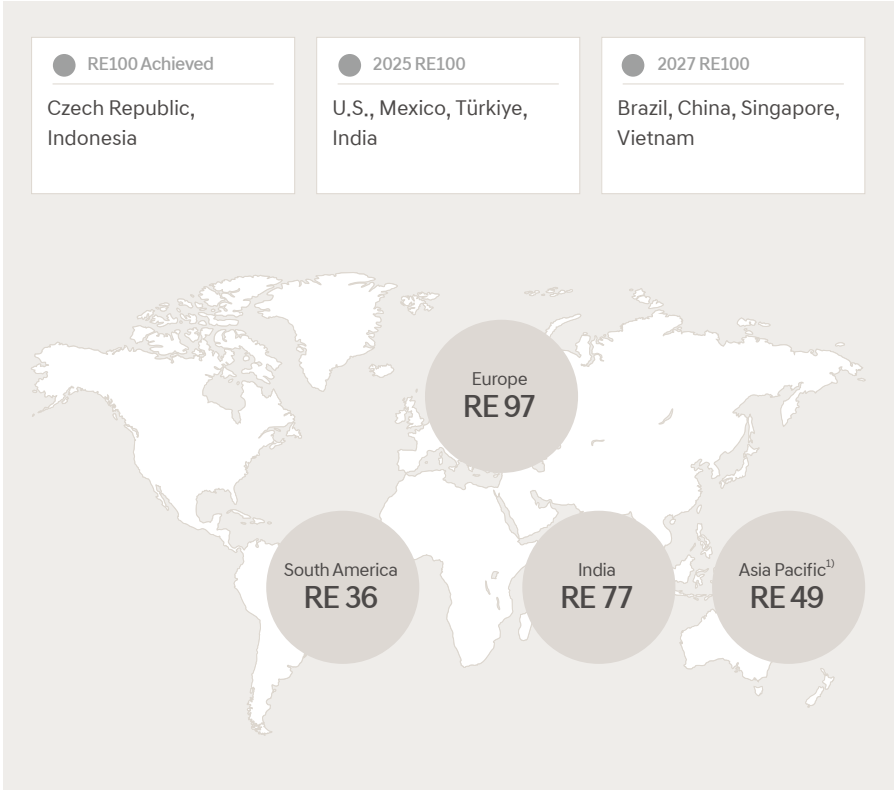 RE100 Achieved
Czech Republic,
Indonesia
2025 RE100
U.S., Mexico, Türkiye,
India
2027 RE100
Brazil, China, Singapore,
Vietnam
Europe
RE 97
South America
RE 36
India
RE 77
Asia Pacific1)
RE 49